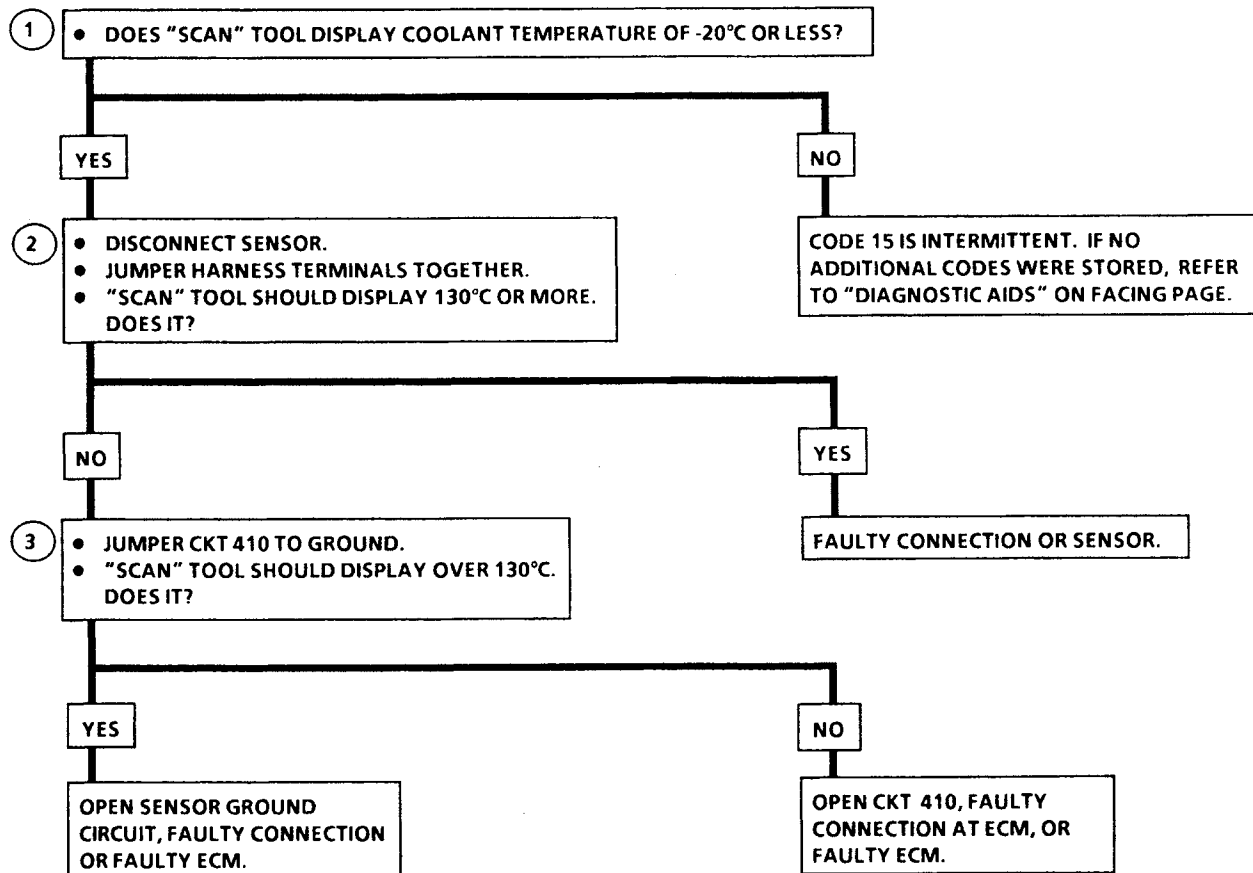 1
• DOES "SCAN" TOOL DISPLAY COOLANT TEMPERATURE OF -20°C OR LESS?
YES
NO
2
• DISCONNECT SENSOR.
• JUMPER HARNESS TERMINALS TOGETHER.
• "SCAN" TOOL SHOULD DISPLAY 130°C OR MORE.
DOES IT?
CODE 15 IS INTERMITTENT. IF NO
ADDITIONAL CODES WERE STORED, REFER
TO "DIAGNOSTIC AIDS" ON FACING PAGE.
NO
YES
3
• JUMPER CKT 410 TO GROUND.
• "SCAN" TOOL SHOULD DISPLAY OVER 130°C.
DOES IT?
FAULTY CONNECTION OR SENSOR.
YES
NO
OPEN SENSOR GROUND
CIRCUIT, FAULTY CONNECTION
OR FAULTY ECM.
OPEN CKT 410, FAULTY
CONNECTION AT ECM, OR
FAULTY ECM.